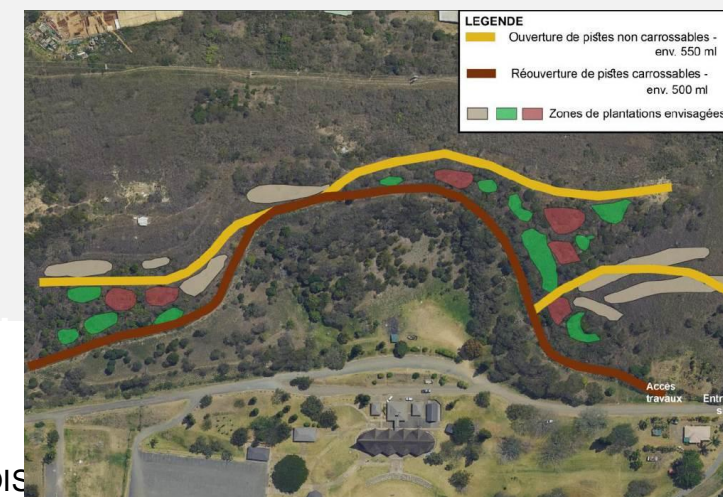 LEGENDE
Ouverture de pistes non carrossables -
env. 550 ml
Réouverture de pistes carrossables -
env. 500 ml
Zones de plantations envisagées
Accès
travaux